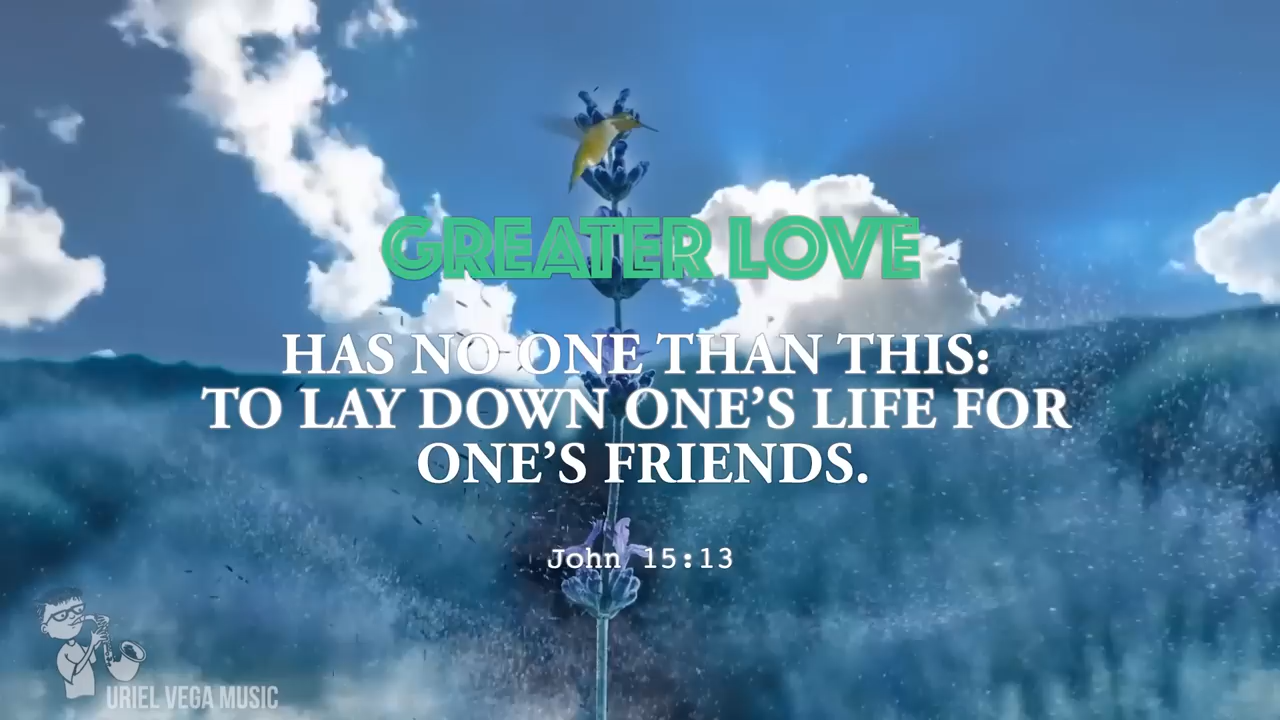 GREATER LOVE
HAS NO ONE THAN THIS:
TO LAY DOWN ONE’S LIFE FOR
ONE’S FRIENDS.
John 15:13
URIEL VEGA MUSIC